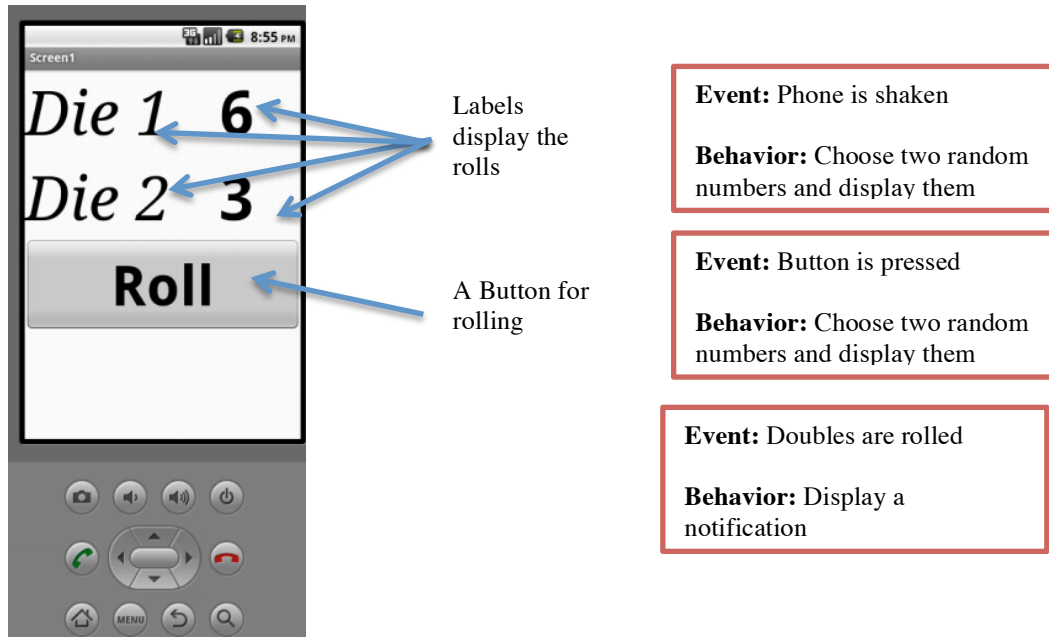 3G
8:55 PM
Screen1
Die 1 6
Die 2 3
Roll
MENU
Labels
display the
rolls
A Button for
rolling
Event: Phone is shaken
Behavior: Choose two random
numbers and display them
Event: Button is pressed
Behavior: Choose two random
numbers and display them
Event: Doubles are rolled
Behavior: Display a
notification